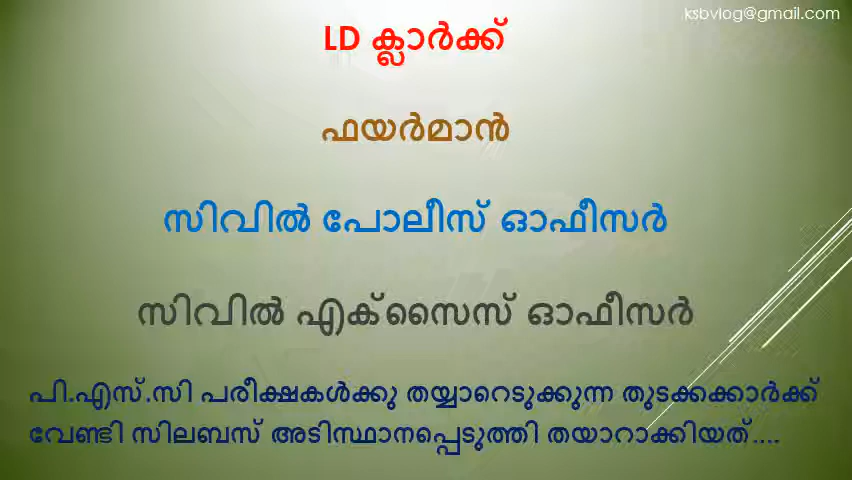 ksbvlog@gmail.com
LD ക്ലാർക്ക്
ഫയർമാൻ
സിവിൽ പോലീസ് ഓഫീസർ
സിവിൽ എക്സൈസ് ഓഫീസർ
പി.എസ്.സി പരീക്ഷകൾക്കു തയ്യാറെടുക്കുന്ന തുടക്കക്കാർക്ക്
വേണ്ടി സിലബസ് അടിസ്ഥാനപ്പെടുത്തി തയാറാക്കിയത്....